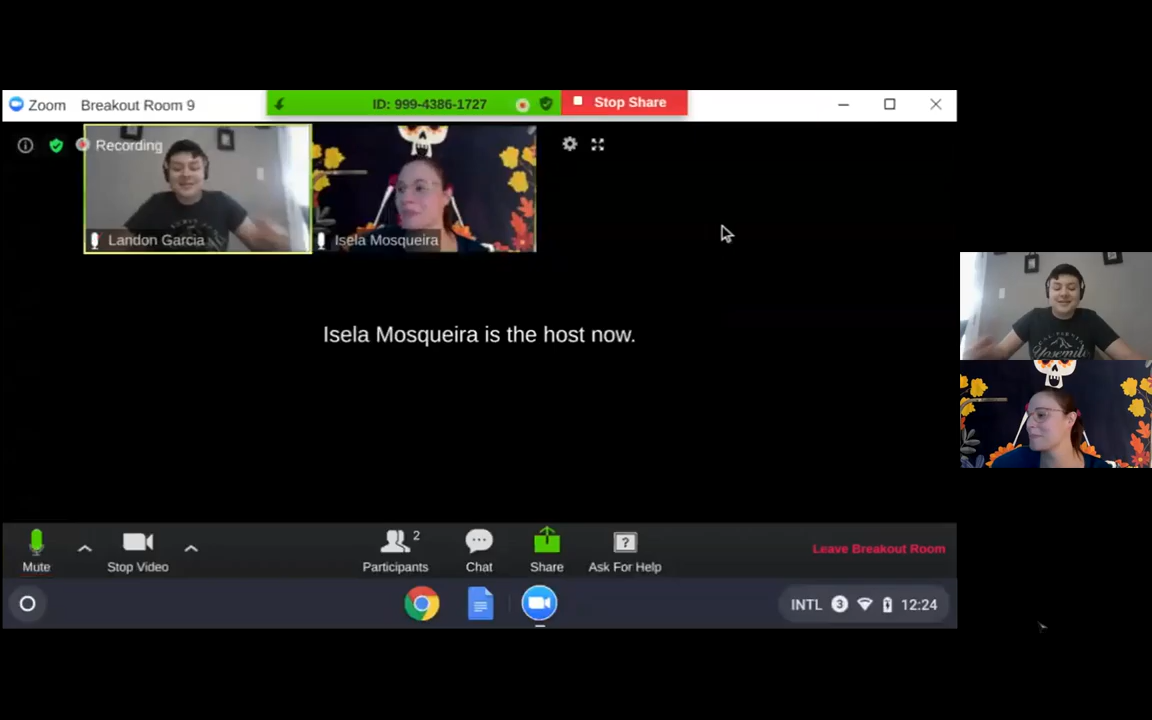 Zoom Breakout Room 9
ID: 999-4386-1727
Stop Share
Recording
Landon Garcia
Isela Mosqueira
Isela Mosqueira is the host now.
Yosemite
Mute
Stop Video
Participants
2
Chat
Share
Ask For Help
Leave Breakout Room
INTL 3 12:24